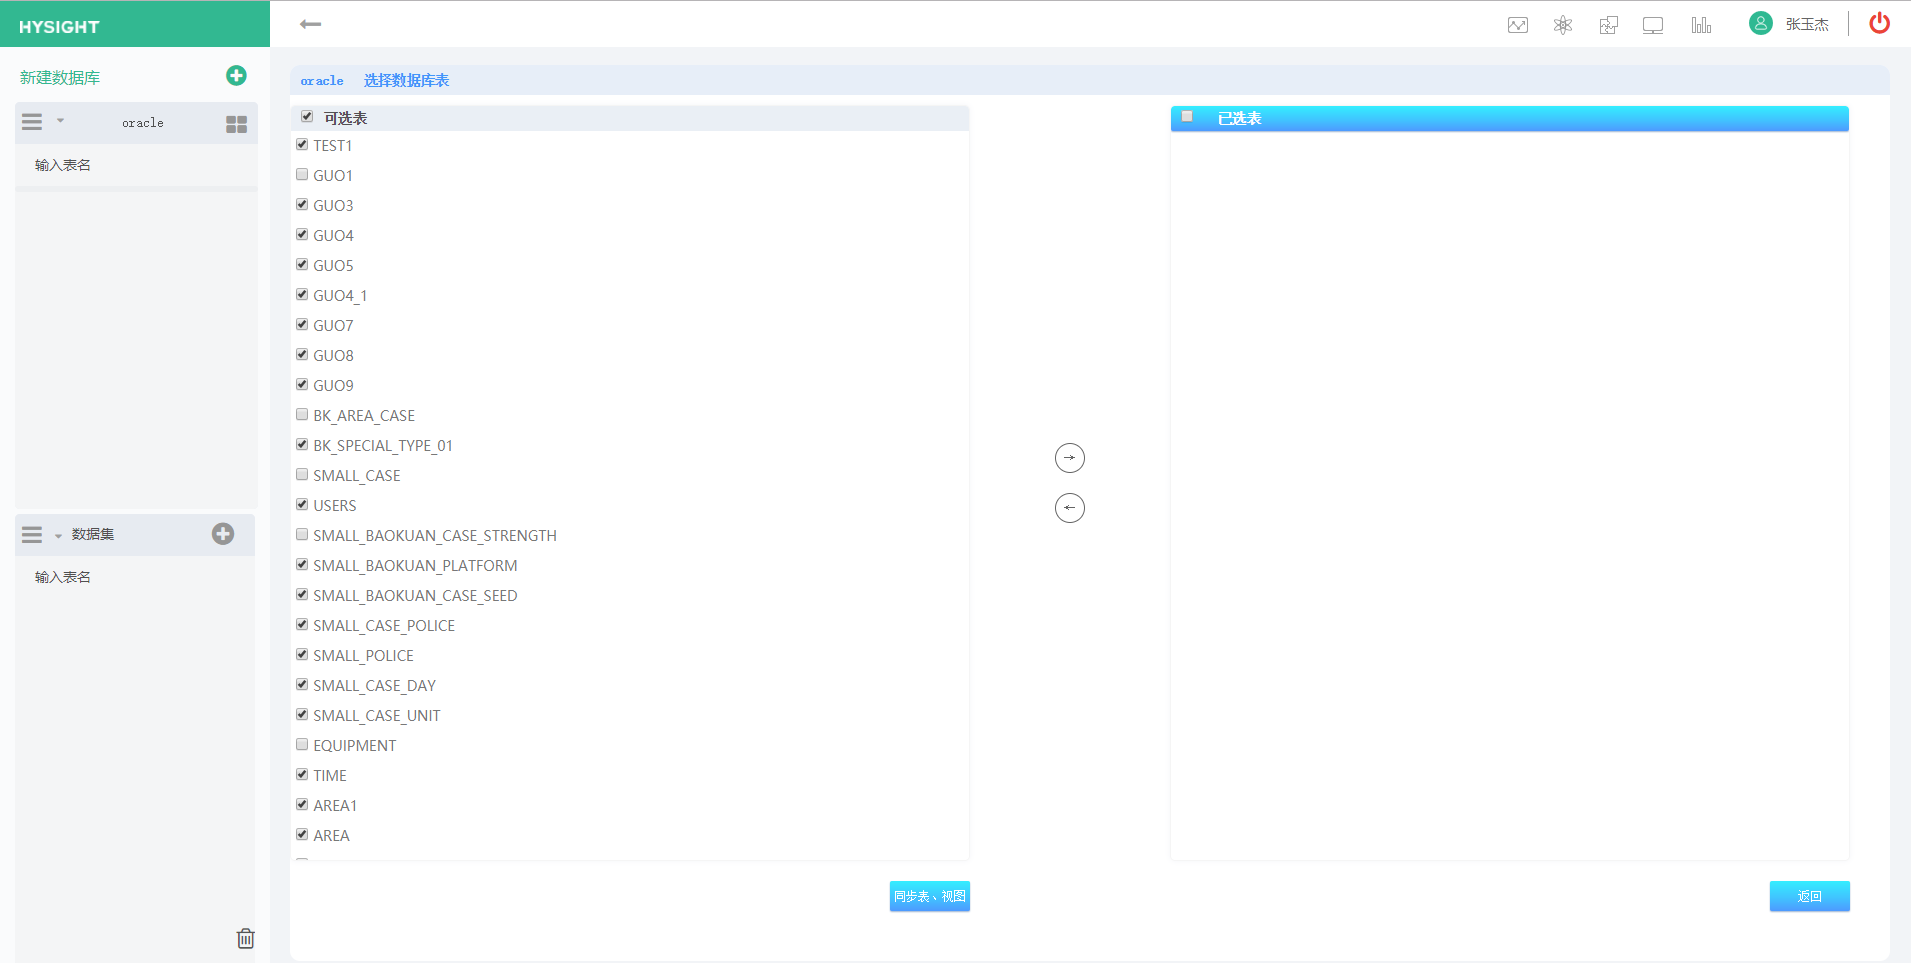 HYSIGHT
张玉杰
新建数据库
oracle
输入表名
数据集
输入表名
oracle 选择数据库表
可选表
TEST1
GUO1
GUO3
GUO4
GUO5
GUO4_1
GUO7
GUO8
GUO9
BK_AREA_CASE
BK_SPECIAL_TYPE_01
SMALL_CASE
USERS
SMALL_BAOKUAN_CASE_STRENGTH
SMALL_BAOKUAN_PLATFORM
SMALL_BAOKUAN_CASE_SEED
SMALL_CASE_POLICE
SMALL_POLICE
SMALL_CASE_DAY
SMALL_CASE_UNIT
EQUIPMENT
TIME
AREA1
AREA
已选表
同步表、视图
返回